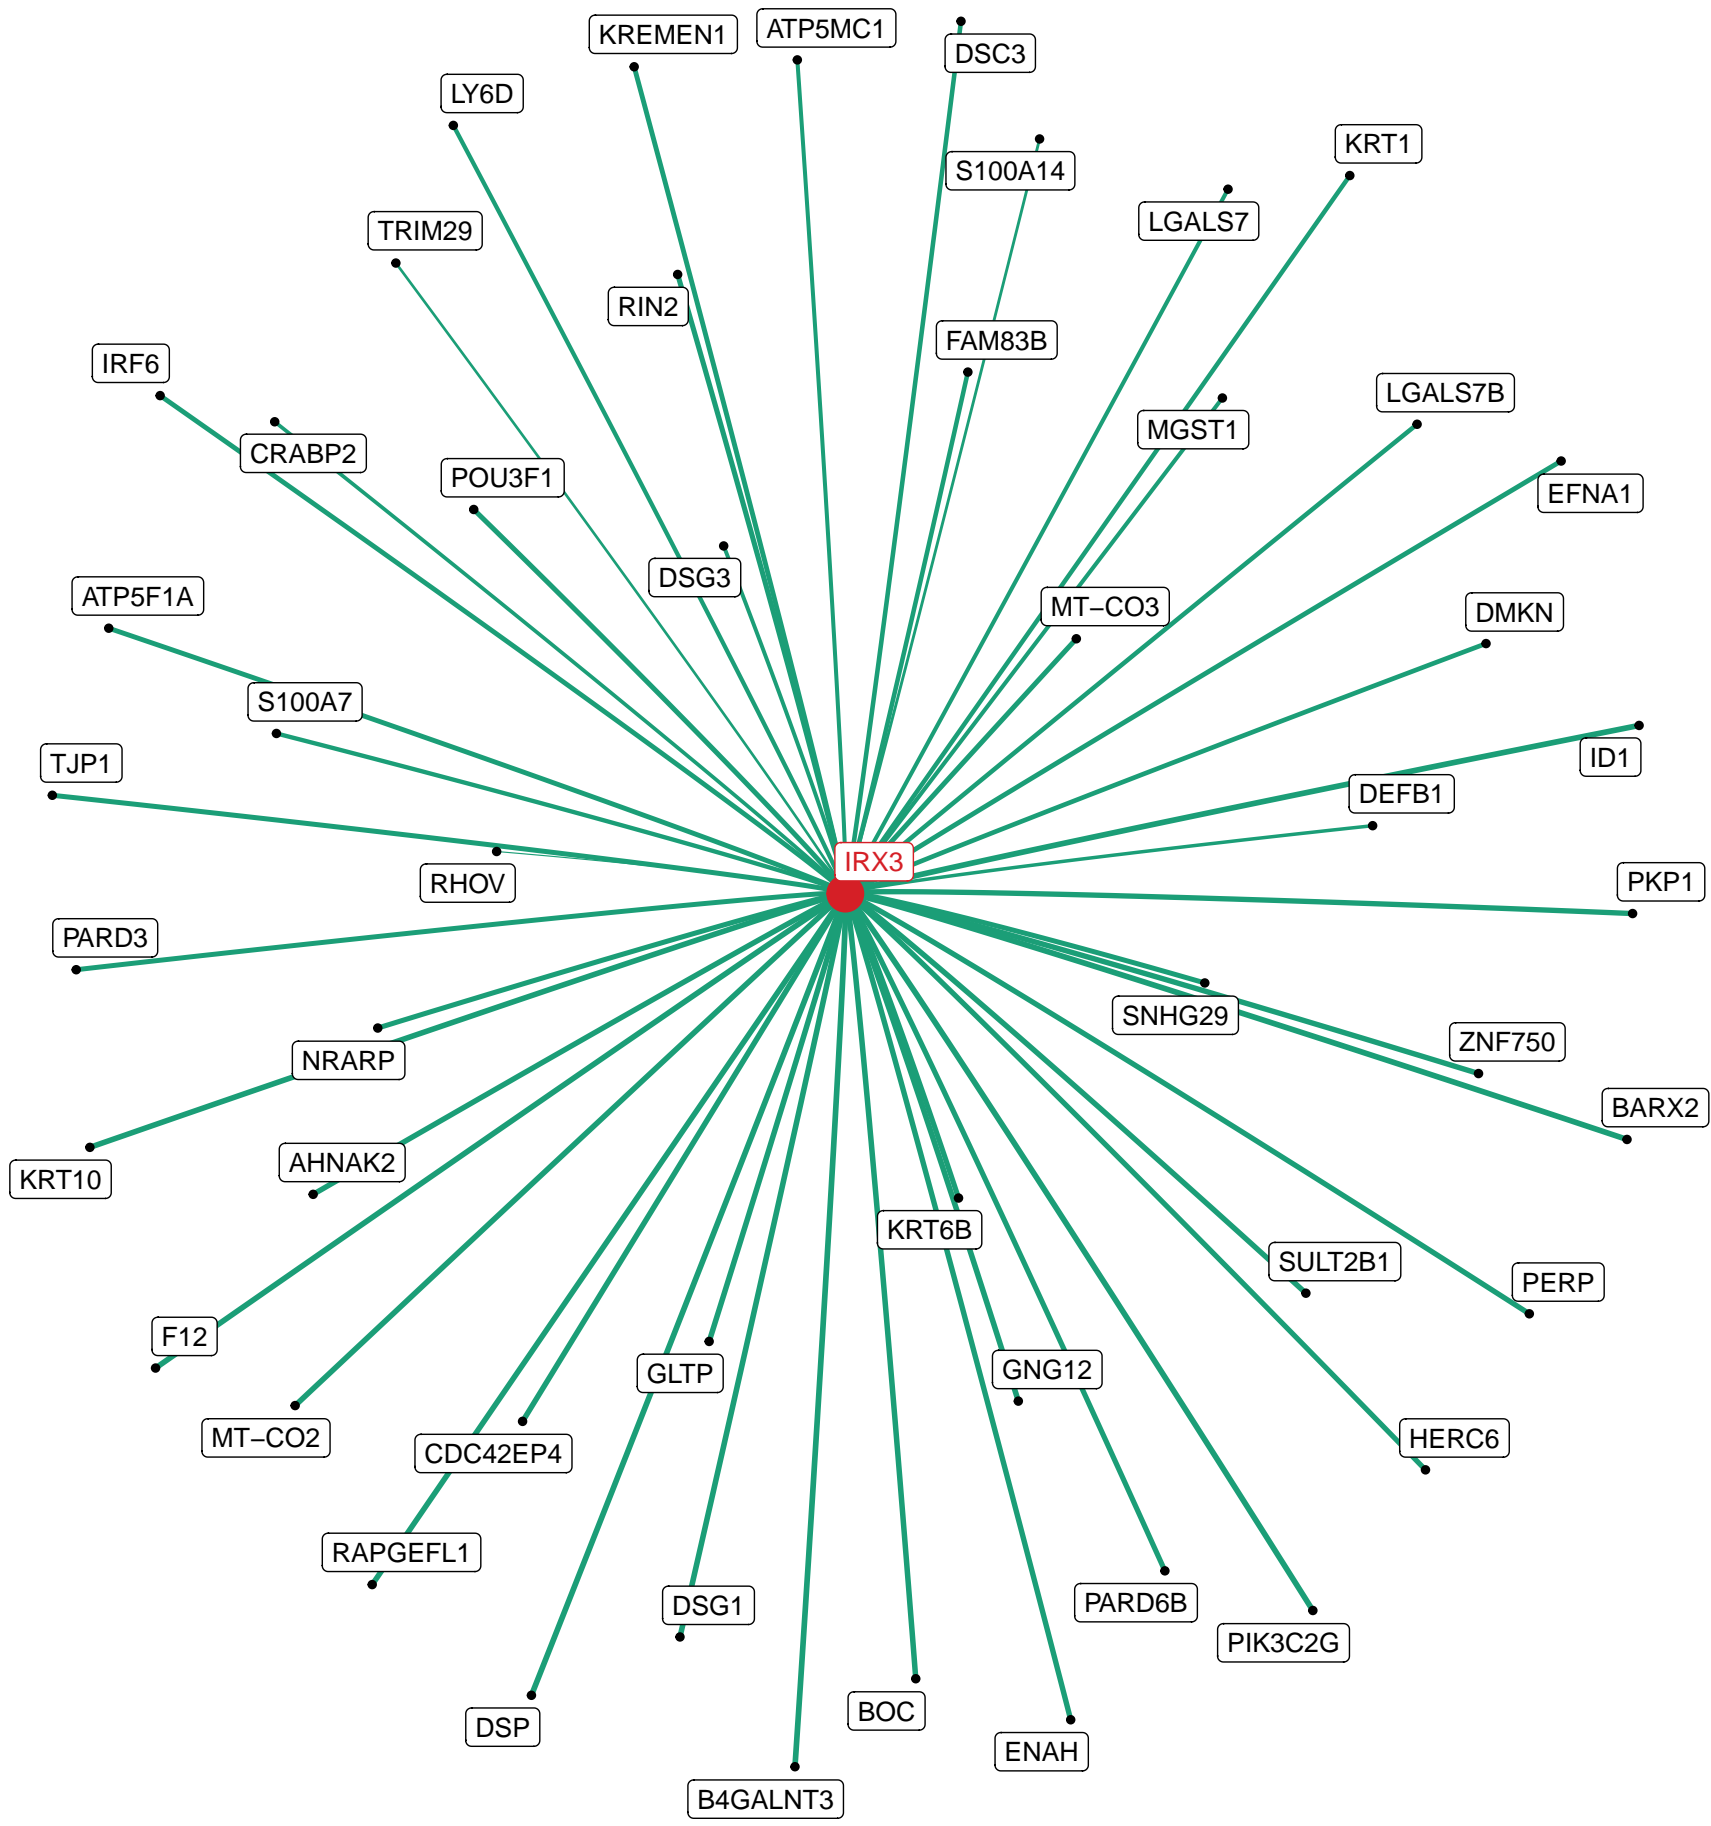 ATP5MC1
KREMEN1
DSC3
LY6D
KRT1
S100A14
LGALS7
TRIM29
RIN2
FAM83B
IRF6
LGALS7B
MGST1
CRABP2
POU3F1
EFNA1
DSG3
ATP5F1A
MT−CO3
DMKN
S100A7
ID1
TJP1
DEFB1
IRX3
RHOV
PKP1
PARD3
SNHG29
ZNF750
NRARP
BARX2
AHNAK2
KRT10
KRT6B
SULT2B1
PERP
F12
GNG12
GLTP
MT−CO2
HERC6
CDC42EP4
RAPGEFL1
PARD6B
DSG1
PIK3C2G
BOC
DSP
ENAH
B4GALNT3